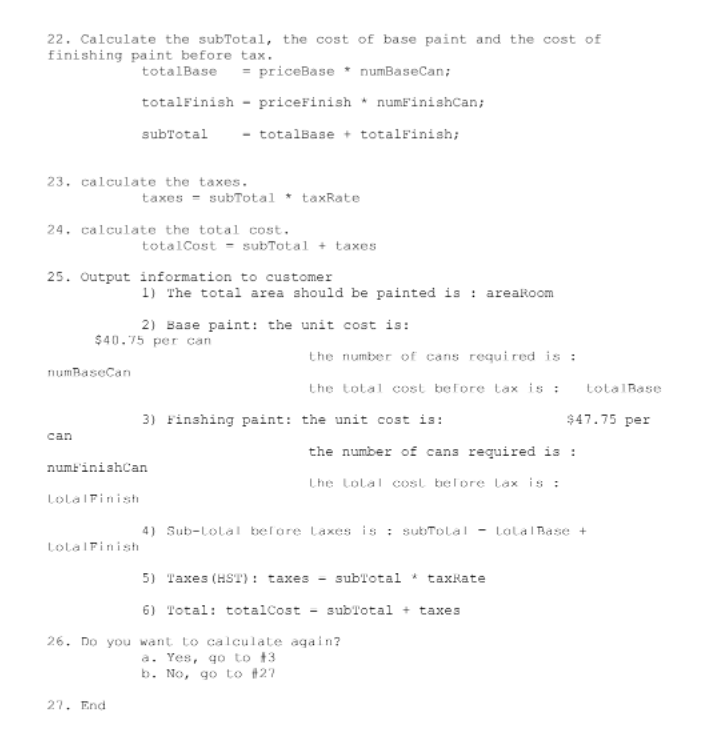 22. Calculate the subTotal, the cost of base paint and the cost of
finishing paint before tax.
totalBase = priceBase * numBaseCan;
totalFinish = priceFinish * numFinishCan;
subTotal = totalBase + totalFinish;
23. calculate the taxes.
taxes = subTotal * taxRate
24. calculate the total cost.
totalCost = subTotal + taxes
25. Output information to customer
1) The total area should be painted is : areaRoom
2) Base paint: the unit cost is:
$40.75 per can
the number of cans required is :
numBaseCan
the total cost before tax is : totalBase
3) Finshing paint: the unit cost is: $47.75 per
can
the number of cans required is :
numFinishCan
the total cost before tax is :
totalFinish
4) Sub-total before taxes is : subTotal = totalBase +
totalFinish
5) Taxes(HST): taxes = subTotal * taxRate
6) Total: totalCost = subTotal + taxes
26. Do you want to calculate again?
a. Yes, go to #3
b. No, go to #27
27. End